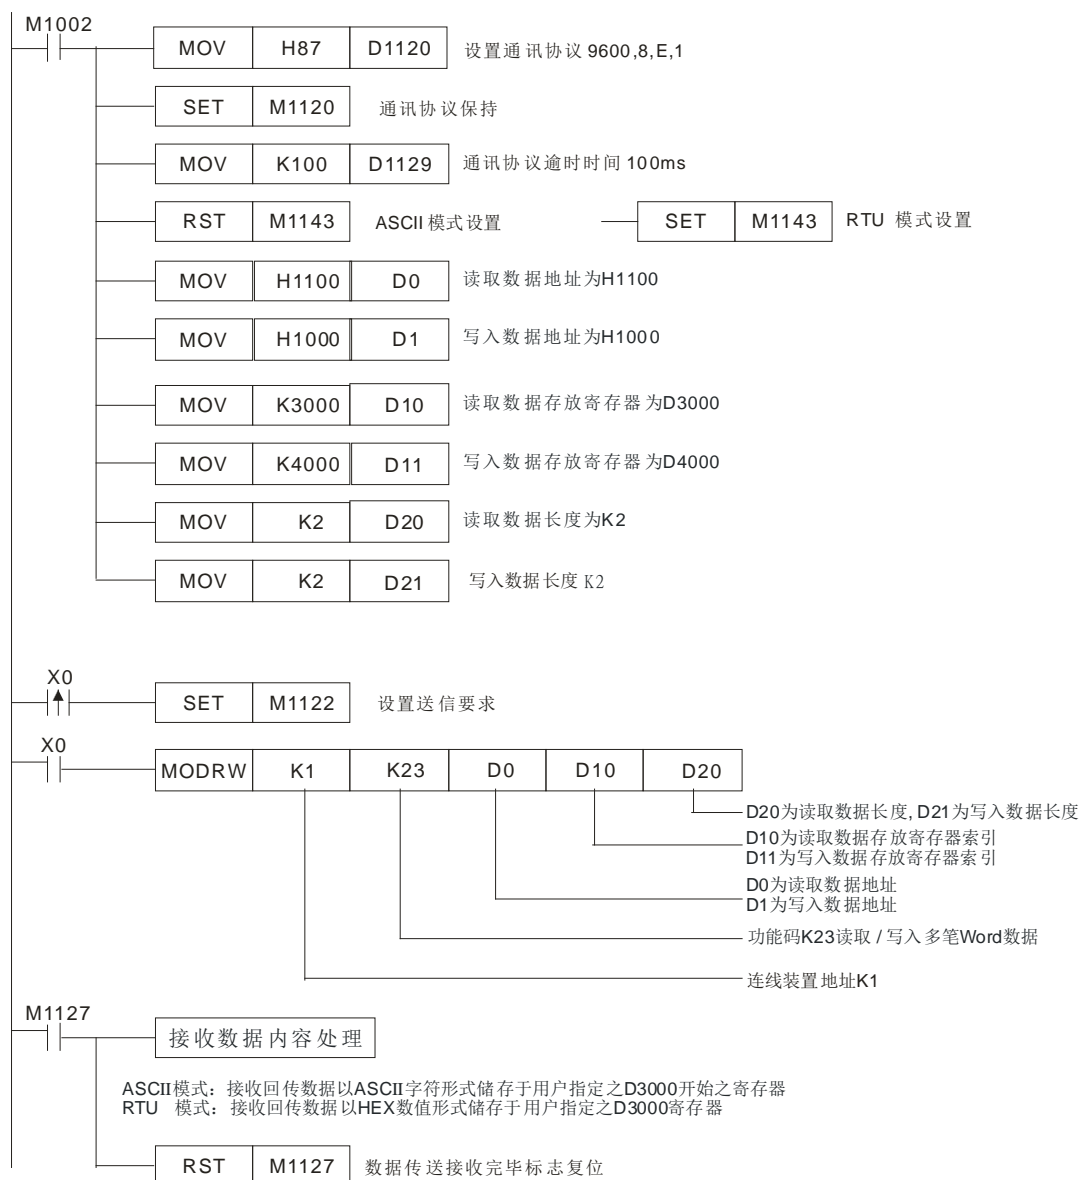 M1002
MOV H87 D1120 设置通讯协议 9600,8,E,1
SET M1120 通讯协议保持
MOV K100 D1129 通讯协议逾时时间 100ms
RST M1143 ASCII 模式设置 SET M1143 RTU 模式设置
MOV H1100 D0 读取数据地址为H1100
MOV H1000 D1 写入数据地址为H1000
MOV K3000 D10 读取数据存放寄存器为D3000
MOV K4000 D11 写入数据存放寄存器为D4000
MOV K2 D20 读取数据长度为K2
MOV K2 D21 写入数据长度 K2
X0
SET M1122 设置送信要求
X0
MODRW K1 K23 D0 D10 D20
D20为读取数据长度, D21为写入数据长度
D10为读取数据存放寄存器索引
D11为写入数据存放寄存器索引
D0为读取数据地址
D1为写入数据地址
功能码K23读取 / 写入多笔Word数据
连线装置地址K1
M1127
接收数据内容处理
ASCII模式：接收回传数据以ASCII字符形式储存于用户指定之D3000开始之寄存器
RTU 模式：接收回传数据以HEX数值形式储存于用户指定之D3000寄存器
RST M1127 数据传送接收完毕标志复位